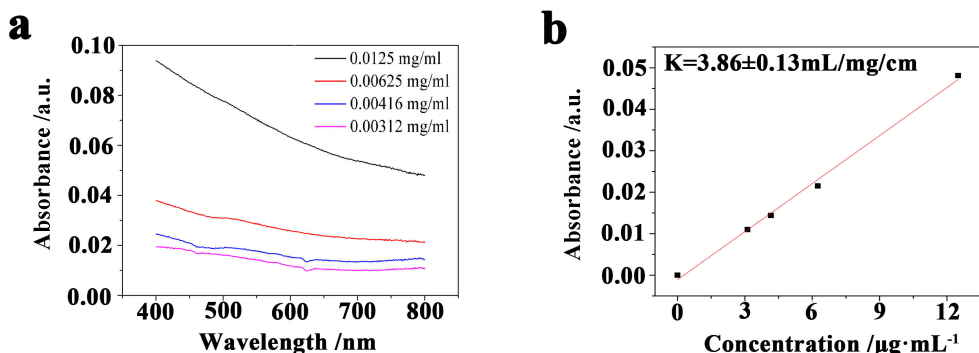 a
0.10
0.08
0.06
0.04
0.02
0.00
Absorbance /a.u.
0.0125 mg/ml
0.00625 mg/ml
0.00416 mg/ml
0.00312 mg/ml
400 500 600 700 800
Wavelength /nm
b
K=3.86±0.13mL/mg/cm
0.05
0.04
0.03
0.02
0.01
0.00
Absorbance /a.u.
0 3 6 9 12
Concentration /μg·mL⁻¹